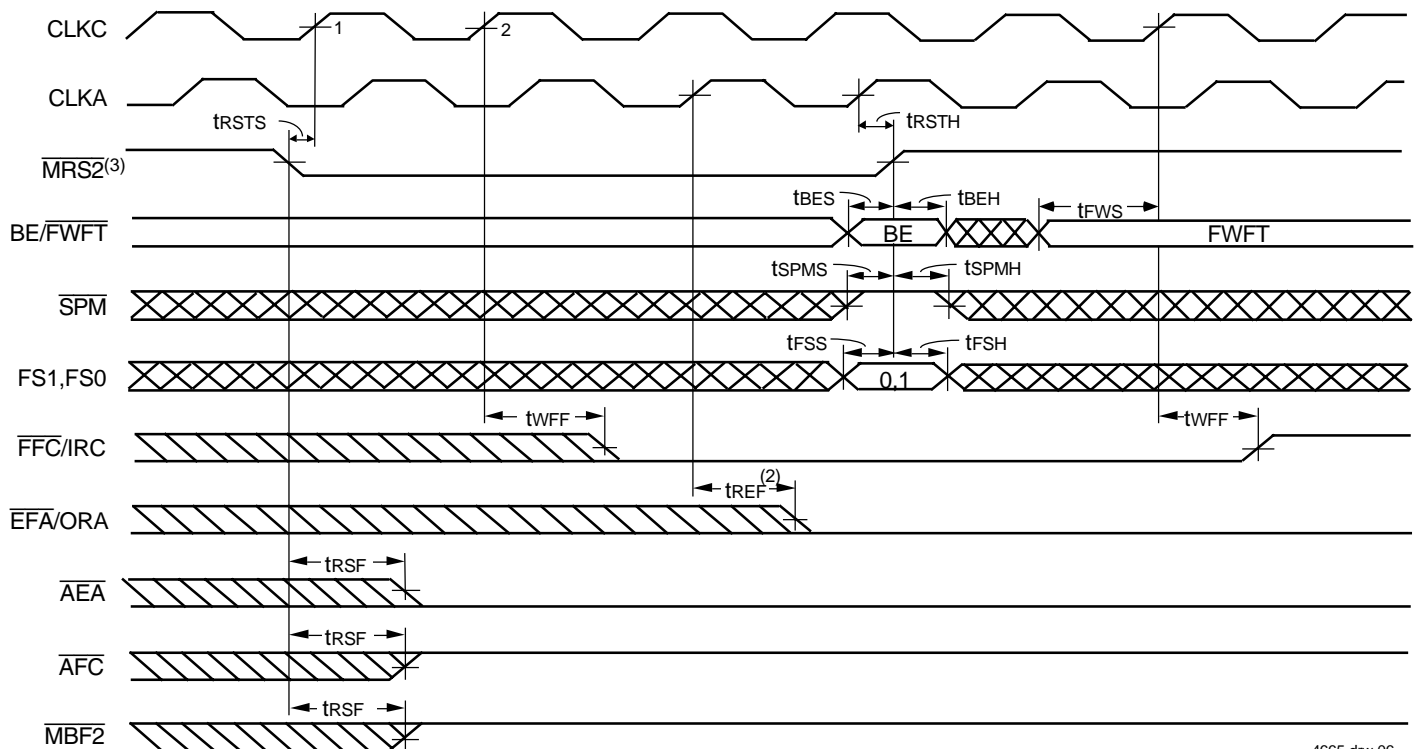 CLKC
1
2
CLKA
tRSTS
tRSTH
MRS2(3)
tBES
tBEH
tFWS
BE/FWFT
BE
FWFT
tSPMS
tSPMH
SPM
tFSS
tFSH
FS1,FS0
0,1
tWFF
tWFF
FFC/IRC
tREF(2)
EFA/ORA
tRSF
AEA
tRSF
AFC
tRSF
MBF2